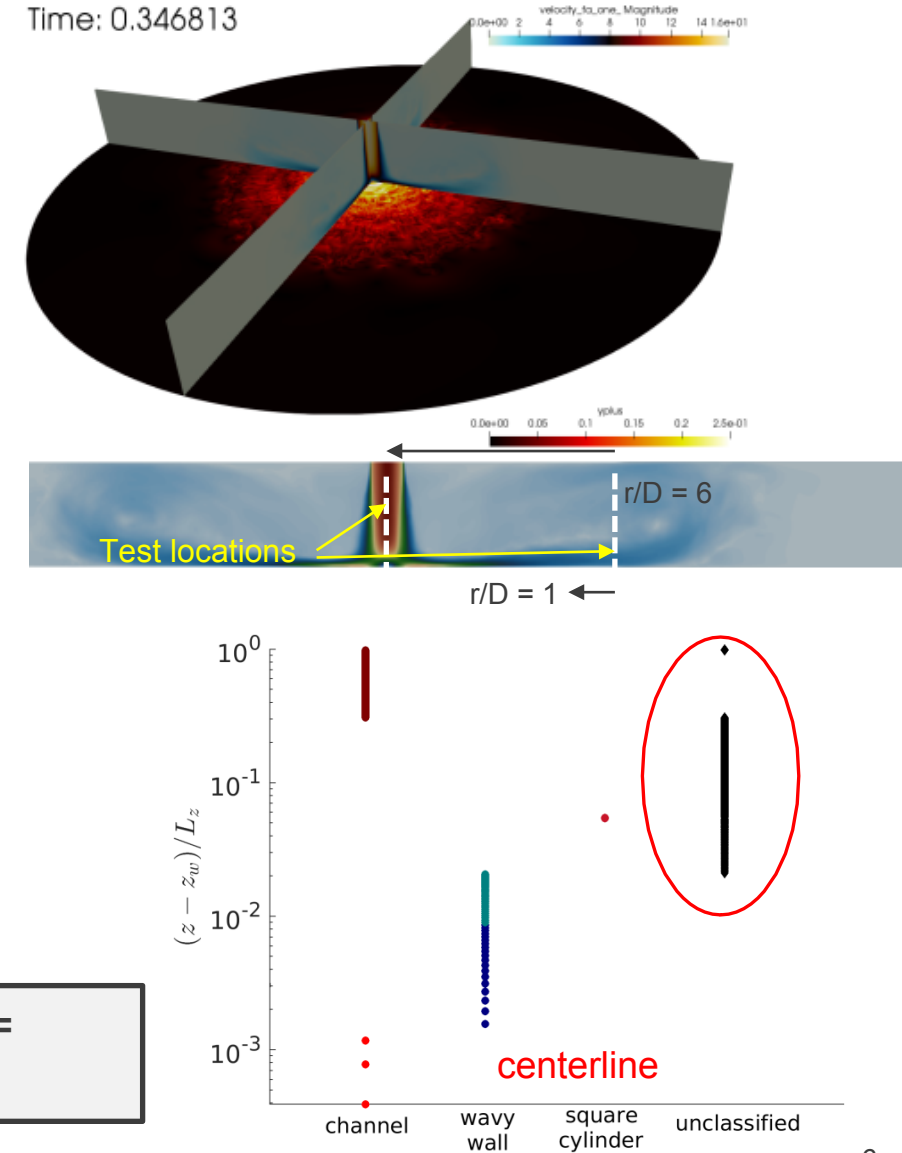 Time: 0.346813
velocity_fa_one_ Magnitude
0.0e+00 2 4 6 8 10 12 14 1.6e+01
yplus
0.0e+00 0.05 0.1 0.15 0.2 2.5e-01
r/D = 6
Test locations
r/D = 1
10^0
10^-1
10^-2
10^-3
(z − z_w)/L_z
centerline
channel
wavy
wall
square
cylinder
unclassified
=